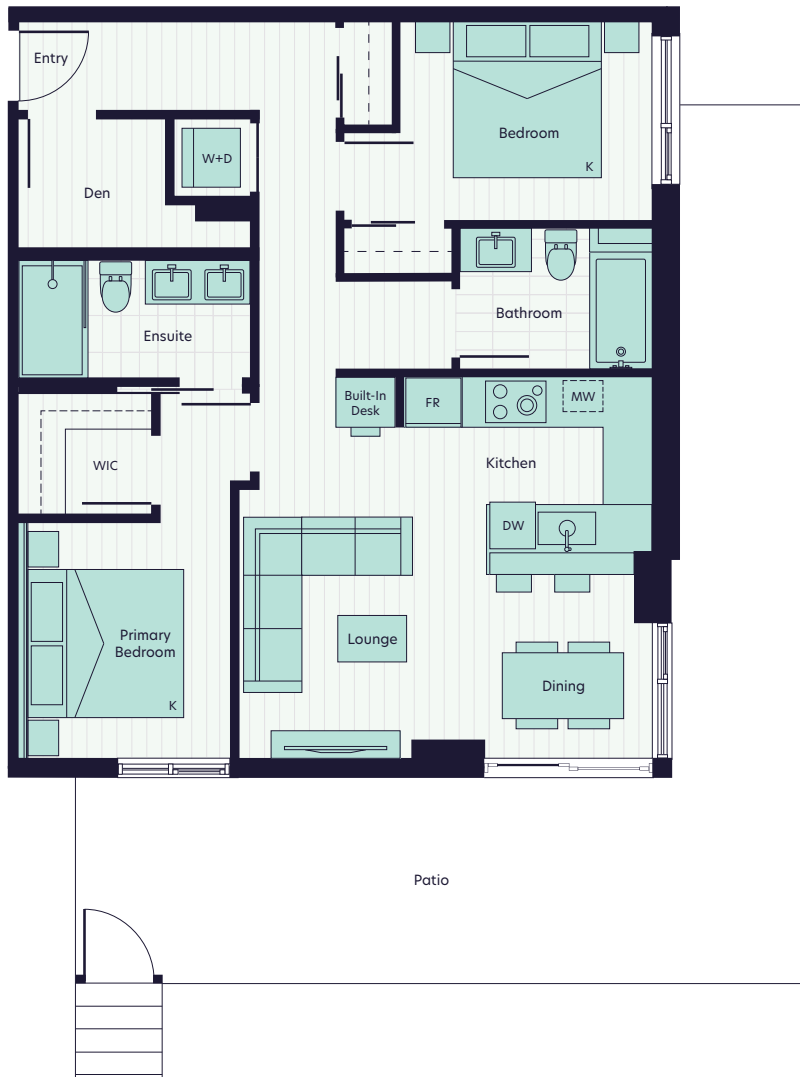 Entry
Bedroom
K
W+D
Den
Bathroom
Ensuite
Built-In
Desk
FR
MW
Kitchen
WIC
DW
Primary
Bedroom
K
Lounge
Dining
Patio